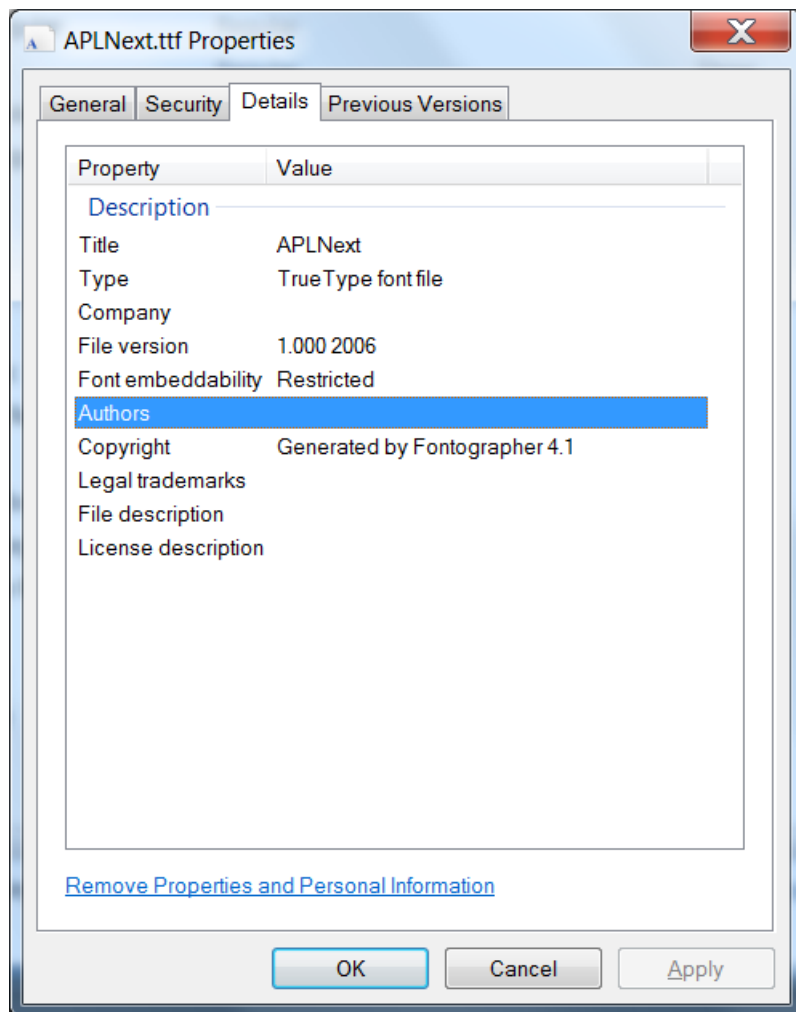 APLNext.ttf Properties
General Security Details Previous Versions
Property Value
Description
Title APLNext
Type TrueType font file
Company
File version 1.000 2006
Font embeddability Restricted
Authors
Copyright Generated by Fontographer 4.1
Legal trademarks
File description
License description
Remove Properties and Personal Information
OK Cancel Apply